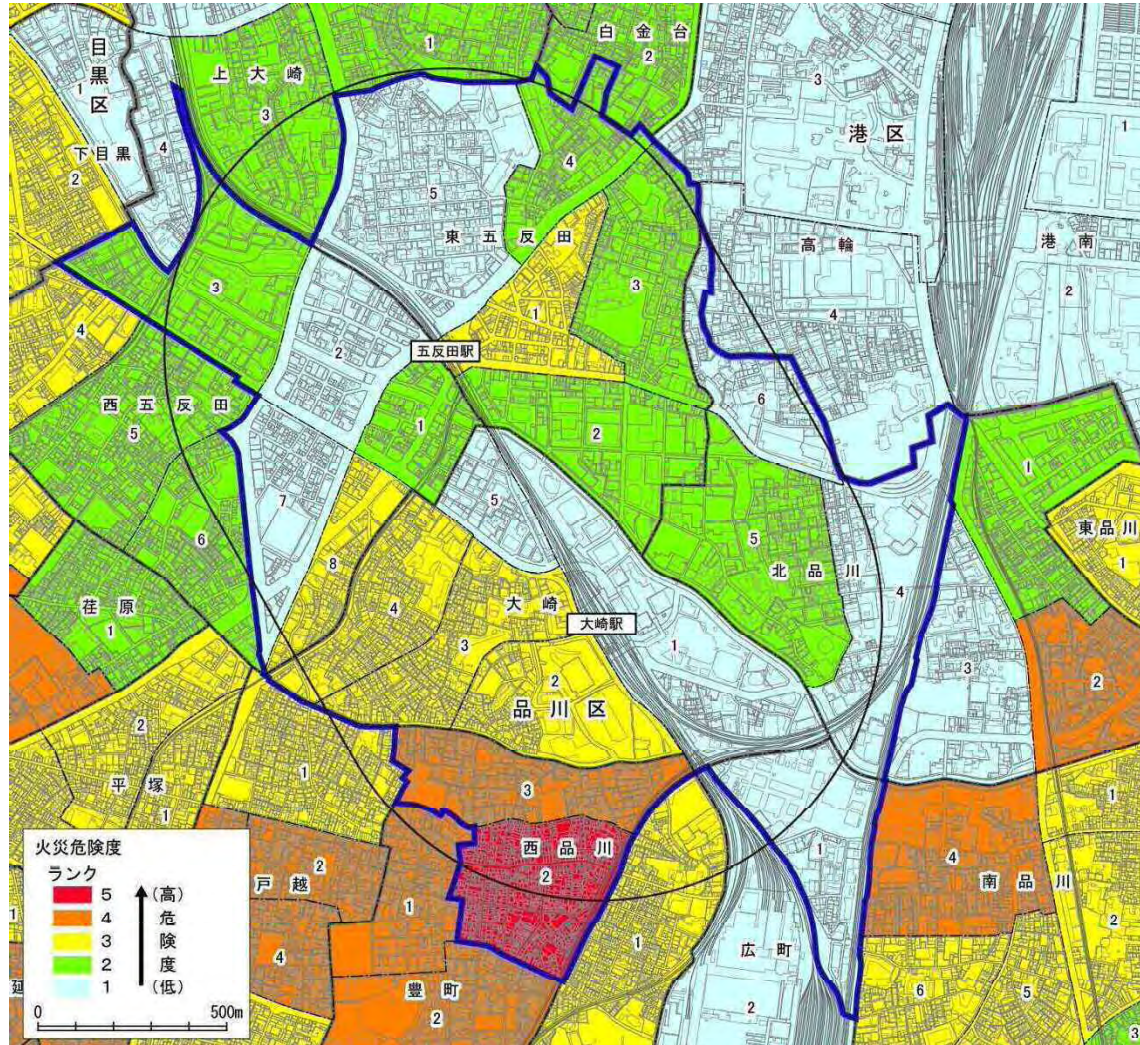 目黒区
1
下目黒
2
4
上大崎
3
1
白金台
2
3
港区
1
港南
2
高輪
4
5
東五反田
4
3
1
3
2
五反田駅
4
西五反田
5
6
7
1
2
6
5
5
北品川
4
1
東品川
1
2
3
荏原
1
8
4
3
大崎
大崎駅
2
品川区
1
平塚
2
1
1
3
西品川
2
1
1
広町
2
4
南品川
1
2
6
5
3
戸越
2
4
1
豊町
2
1
延
火災危険度
ランク
5 (高)
4 危
3 険
2 度
1 (低)
0 500m